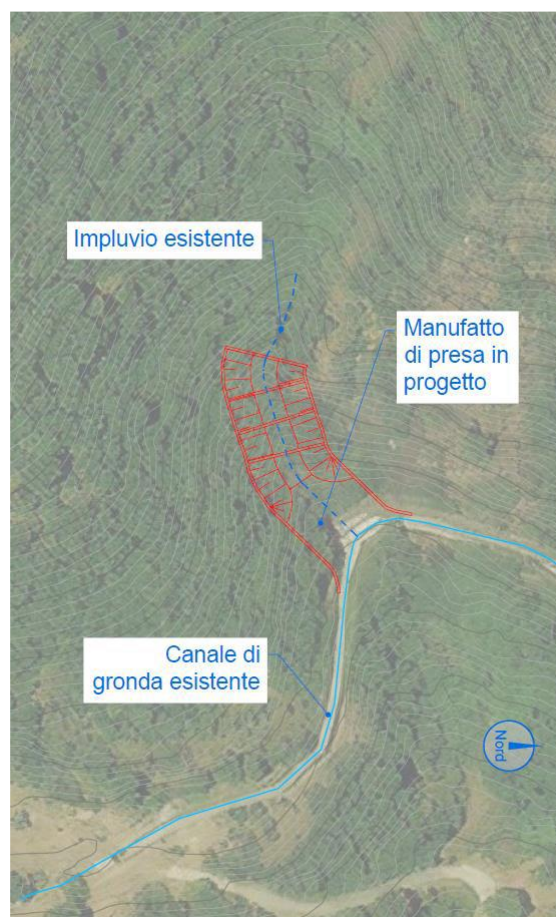 Impluvio esistente
Manufatto
di presa in
progetto
Canale di
gronda esistente
Nord